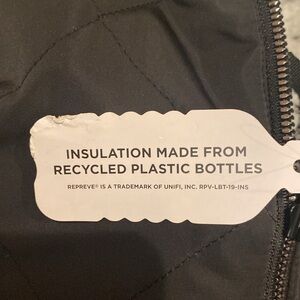 INSULATION MADE FROM
RECYCLED PLASTIC BOTTLES
REPREVE® IS A TRADEMARK OF UNIFI, INC. RPV-LBT-19-INS